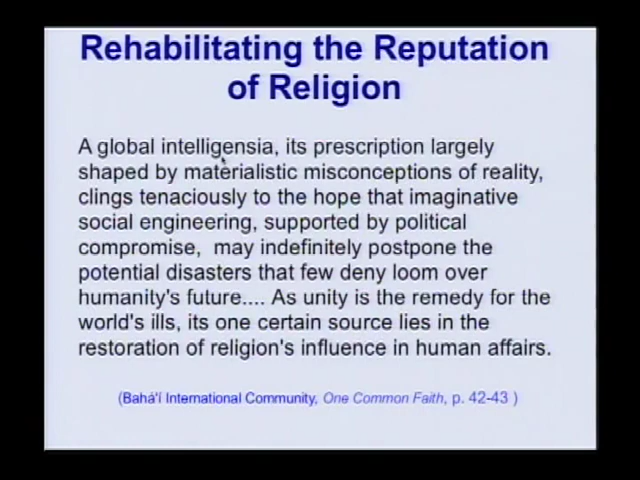 Rehabilitating the Reputation
of Religion
A global intelligensia, its prescription largely
shaped by materialistic misconceptions of reality,
clings tenaciously to the hope that imaginative
social engineering, supported by political
compromise,  may indefinitely postpone the
potential disasters that few deny loom over
humanity's future.... As unity is the remedy for the
world's ills, its one certain source lies in the
restoration of religion's influence in human affairs.
(Bahá'í International Community, One Common Faith, p. 42-43 )